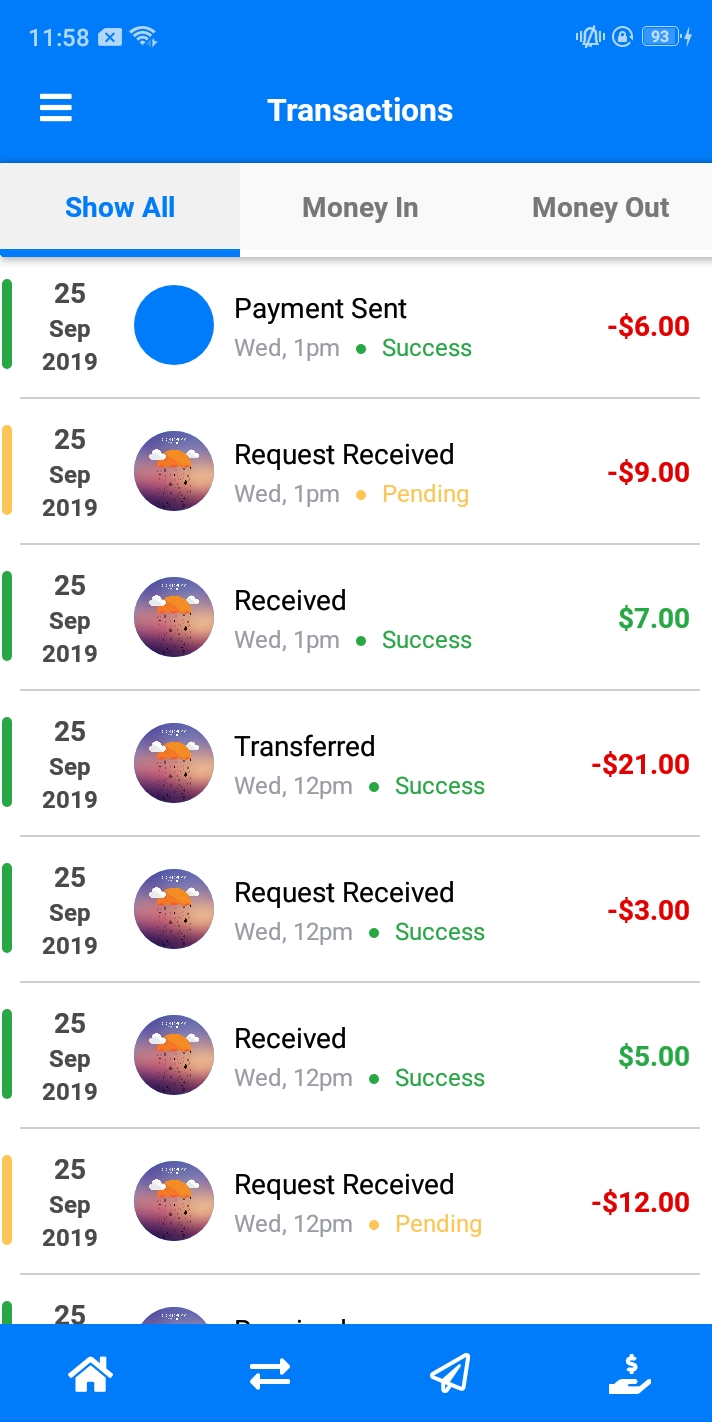 11:58
93
Transactions
Show All
Money In
Money Out
25
Sep
2019
Payment Sent
Wed, 1pm ● Success
-$6.00
25
Sep
2019
Request Received
Wed, 1pm ● Pending
-$9.00
25
Sep
2019
Received
Wed, 1pm ● Success
$7.00
25
Sep
2019
Transferred
Wed, 12pm ● Success
-$21.00
25
Sep
2019
Request Received
Wed, 12pm ● Success
-$3.00
25
Sep
2019
Received
Wed, 12pm ● Success
$5.00
25
Sep
2019
Request Received
Wed, 12pm ● Pending
-$12.00
25